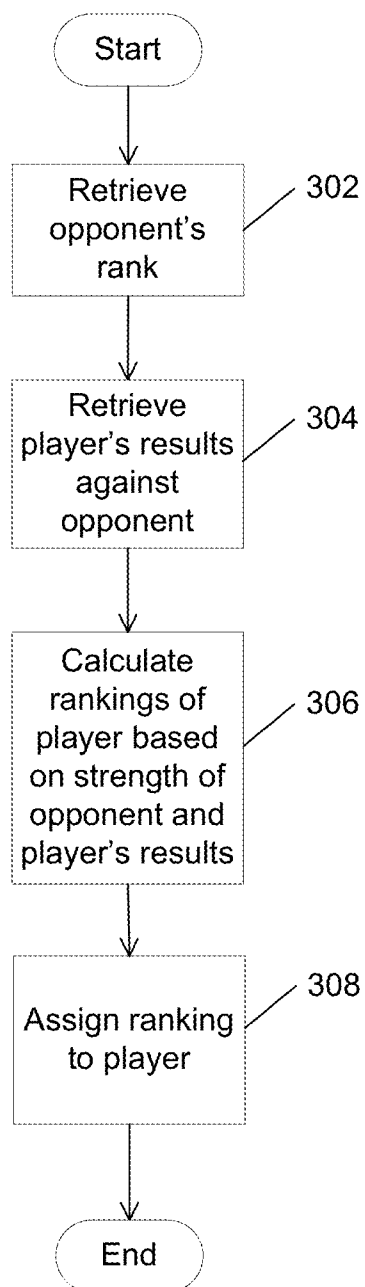 Start
Retrieve
opponent's
rank
302
Retrieve
player's results
against
opponent
304
Calculate
rankings of
player based
on strength of
opponent and
player's results
306
Assign ranking
to player
308
End